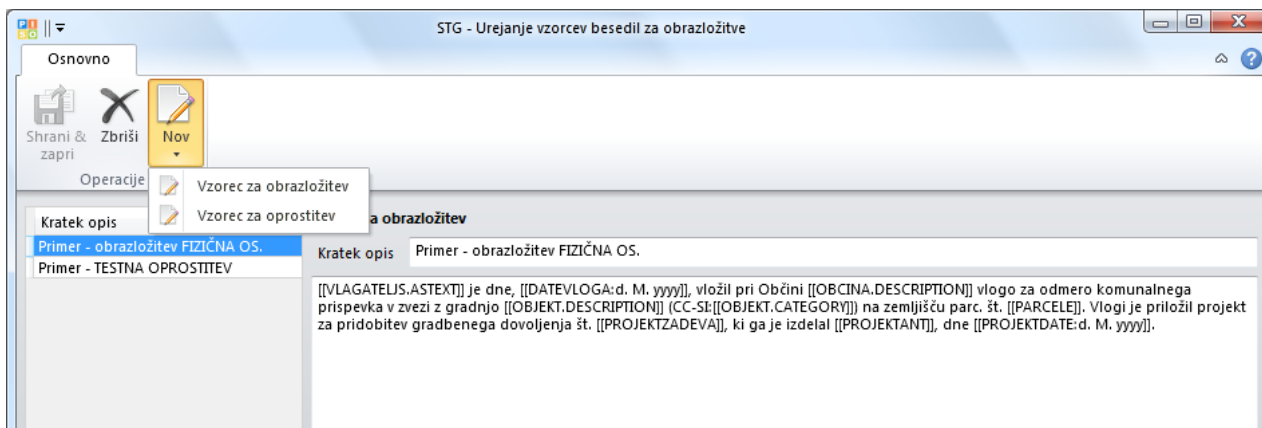 PISO
STG - Urejanje vzorcev besedil za obrazložitve
Osnovno
Shrani &
zapri
Zbriši
Nov
Operacije
Vzorec za obrazložitev
Vzorec za oprostitev
Kratek opis
Primer - obrazložitev FIZIČNA OS.
Primer - TESTNA OPROSTITEV
a obrazložitev
Kratek opis Primer - obrazložitev FIZIČNA OS.
[[VLAGATELJS.ASTEXT]] je dne, [[DATEVLOGA:d. M. yyyy]], vložil pri Občini [[OBCINA.DESCRIPTION]] vlogo za odmero komunalnega
prispevka v zvezi z gradnjo [[OBJEKT.DESCRIPTION]] (CC-SI:[[OBJEKT.CATEGORY]]) na zemljišču parc. št. [[PARCELE]]. Vlogi je priložil projekt
za pridobitev gradbenega dovoljenja št. [[PROJEKTZADEVA]], ki ga je izdelal [[PROJEKTANT]], dne [[PROJEKTDATE:d. M. yyyy]].